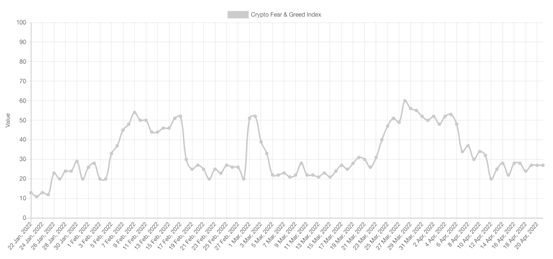 Crypto Fear & Greed Index
100
90
80
70
60
50
40
30
20
10
0
Value
22 Jan, 2022
24 Jan, 2022
26 Jan, 2022
28 Jan, 2022
30 Jan, 2022
1 Feb, 2022
3 Feb, 2022
5 Feb, 2022
7 Feb, 2022
9 Feb, 2022
11 Feb, 2022
13 Feb, 2022
15 Feb, 2022
17 Feb, 2022
19 Feb, 2022
21 Feb, 2022
23 Feb, 2022
25 Feb, 2022
27 Feb, 2022
1 Mar, 2022
3 Mar, 2022
5 Mar, 2022
7 Mar, 2022
9 Mar, 2022
11 Mar, 2022
13 Mar, 2022
15 Mar, 2022
17 Mar, 2022
19 Mar, 2022
21 Mar, 2022
23 Mar, 2022
25 Mar, 2022
27 Mar, 2022
29 Mar, 2022
31 Mar, 2022
2 Apr, 2022
4 Apr, 2022
6 Apr, 2022
8 Apr, 2022
10 Apr, 2022
12 Apr, 2022
14 Apr, 2022
16 Apr, 2022
18 Apr, 2022
20 Apr, 2022